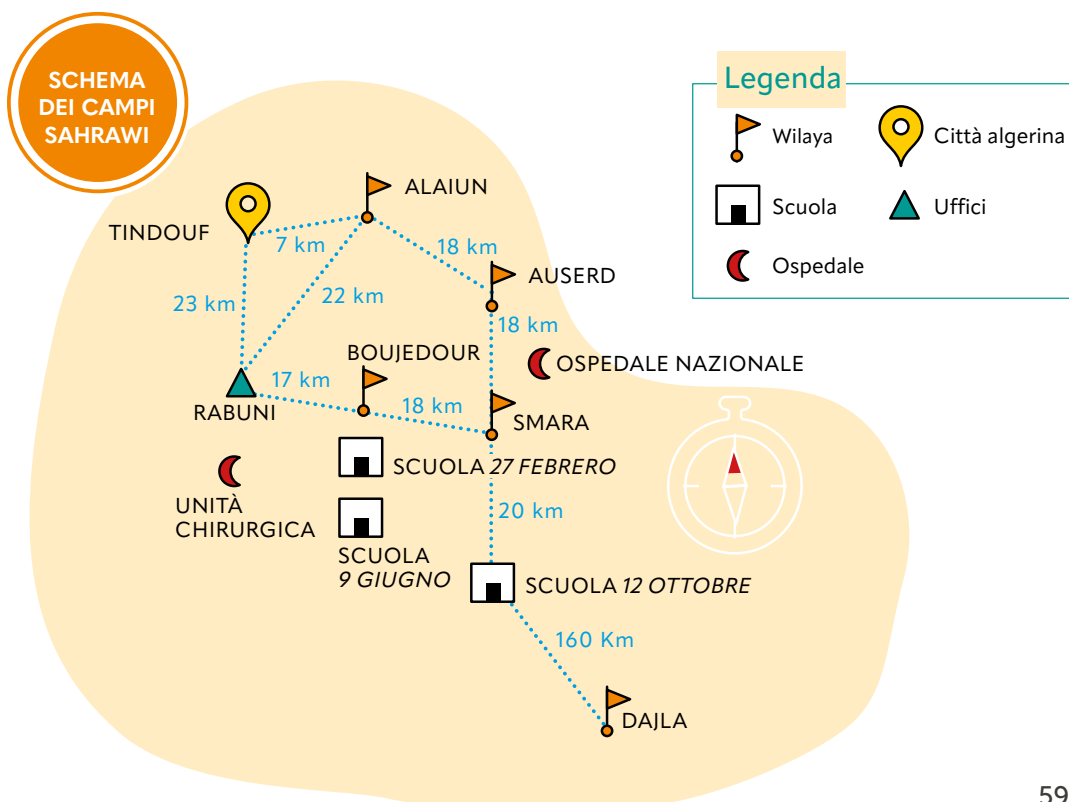 SCHEMA
DEI CAMPI
SAHRAWI
Legenda
Wilaya
Città algerina
Scuola
Uffici
Ospedale
ALAIUN
TINDOUF
7 km
18 km
AUSERD
23 km
22 km
18 km
BOUJEDOUR
OSPEDALE NAZIONALE
17 km
RABUNI
18 km
SMARA
SCUOLA 27 FEBRERO
UNITÀ
CHIRURGICA
20 km
SCUOLA
9 GIUGNO
SCUOLA 12 OTTOBRE
160 Km
DAJLA
59